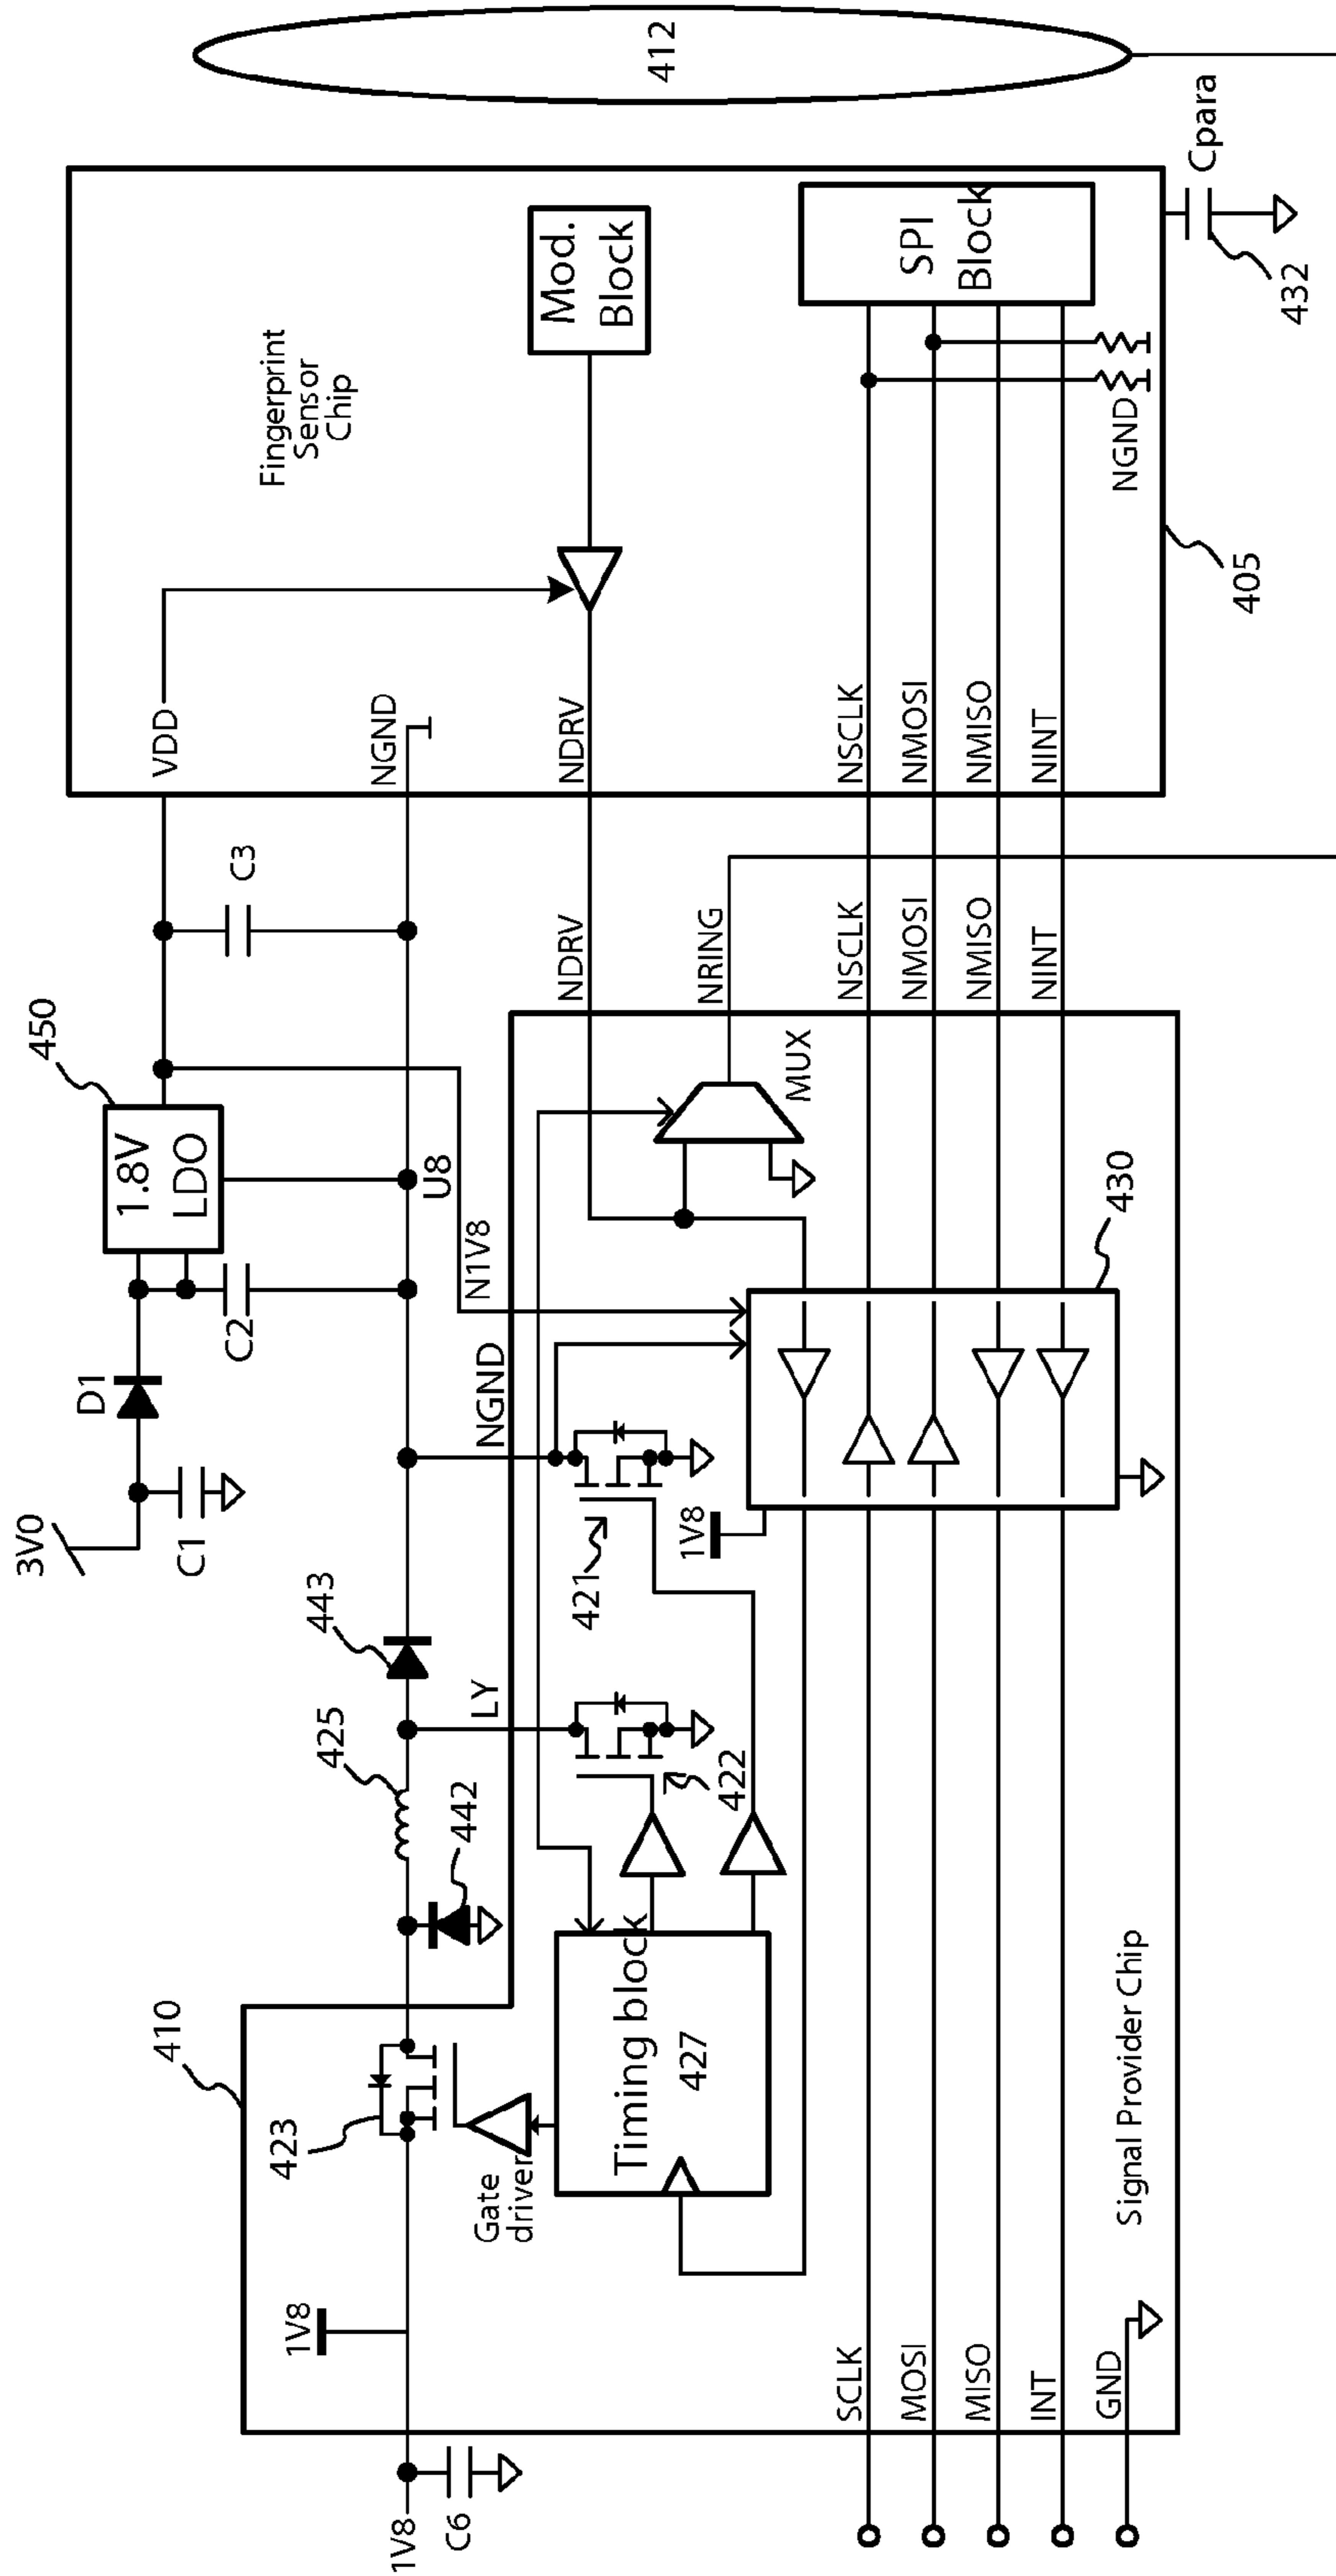 3V0
C1
D1
C2
1.8V
LDO
450
U8
C3
VDD
NGND
Fingerprint
Sensor
Chip
Mod.
Block
412
410
1V8
C6
1V8
423
Gate
driver
442
425
443
LY
NGND
N1V8
NDRV
NDRV
NRING
MUX
Timing block
427
422
421
1V8
430
SCLK
MOSI
MISO
INT
GND
NSCLK
NMOSI
NMISO
NINT
NSCLK
NMOSI
NMISO
NINT
SPI
Block
NGND
405
Cpara
432
Signal Provider Chip